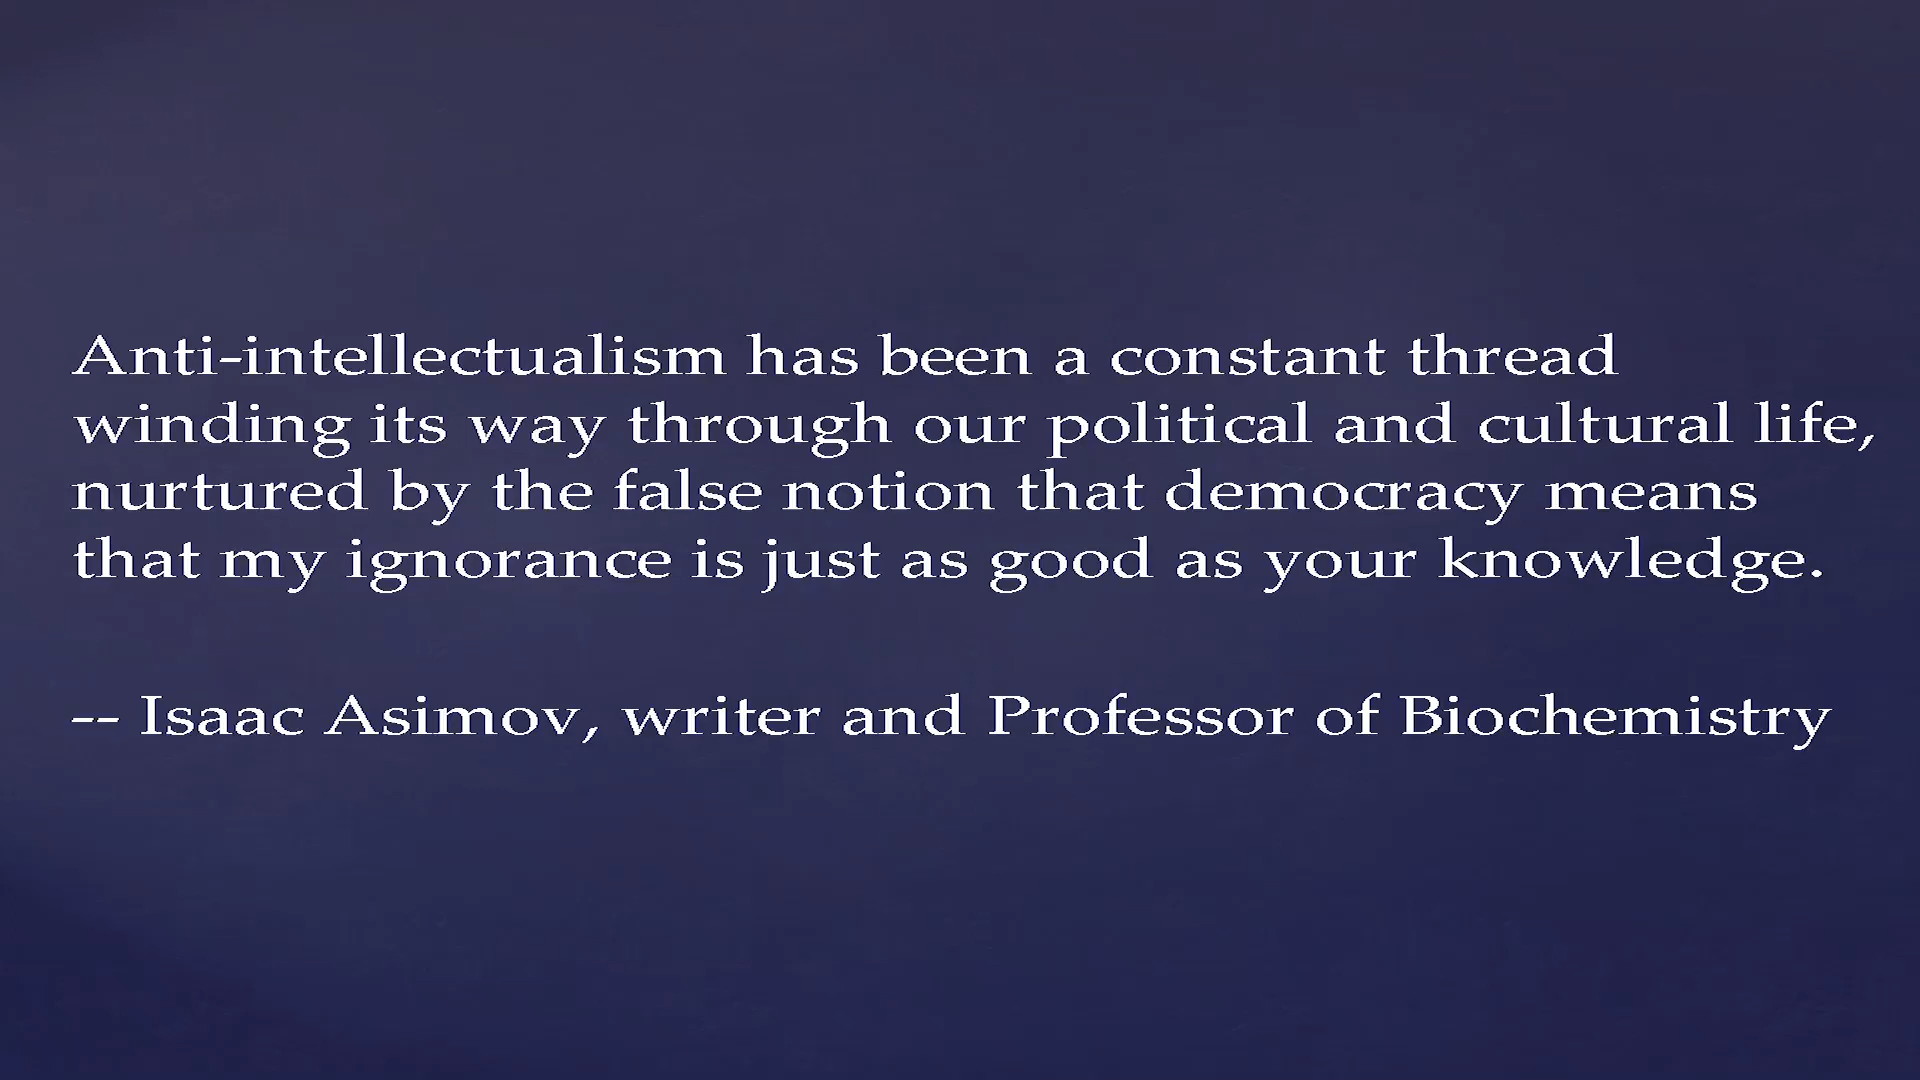 Anti-intellectualism has been a constant thread
winding its way through our political and cultural life,
nurtured by the false notion that democracy means
that my ignorance is just as good as your knowledge.
-- Isaac Asimov, writer and Professor of Biochemistry